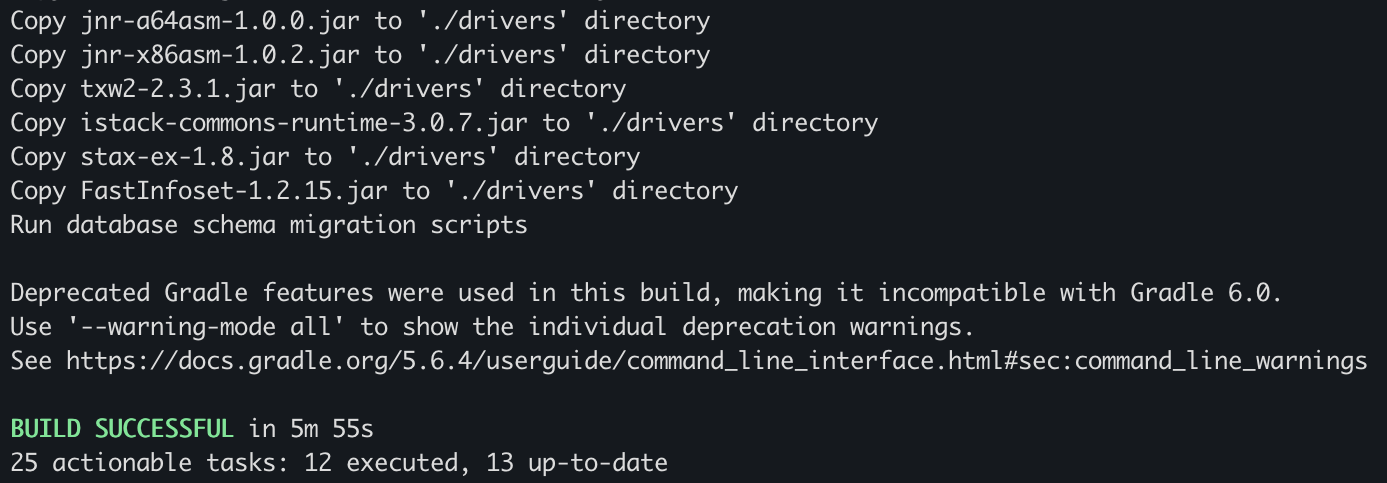 Copy jnr-a64asm-1.0.0.jar to './drivers' directory
Copy jnr-x86asm-1.0.2.jar to './drivers' directory
Copy txw2-2.3.1.jar to './drivers' directory
Copy istack-commons-runtime-3.0.7.jar to './drivers' directory
Copy stax-ex-1.8.jar to './drivers' directory
Copy FastInfoset-1.2.15.jar to './drivers' directory
Run database schema migration scripts
Deprecated Gradle features were used in this build, making it incompatible with Gradle 6.0.
Use '--warning-mode all' to show the individual deprecation warnings.
See https://docs.gradle.org/5.6.4/userguide/command_line_interface.html#sec:command_line_warnings
BUILD SUCCESSFUL in 5m 55s
25 actionable tasks: 12 executed, 13 up-to-date